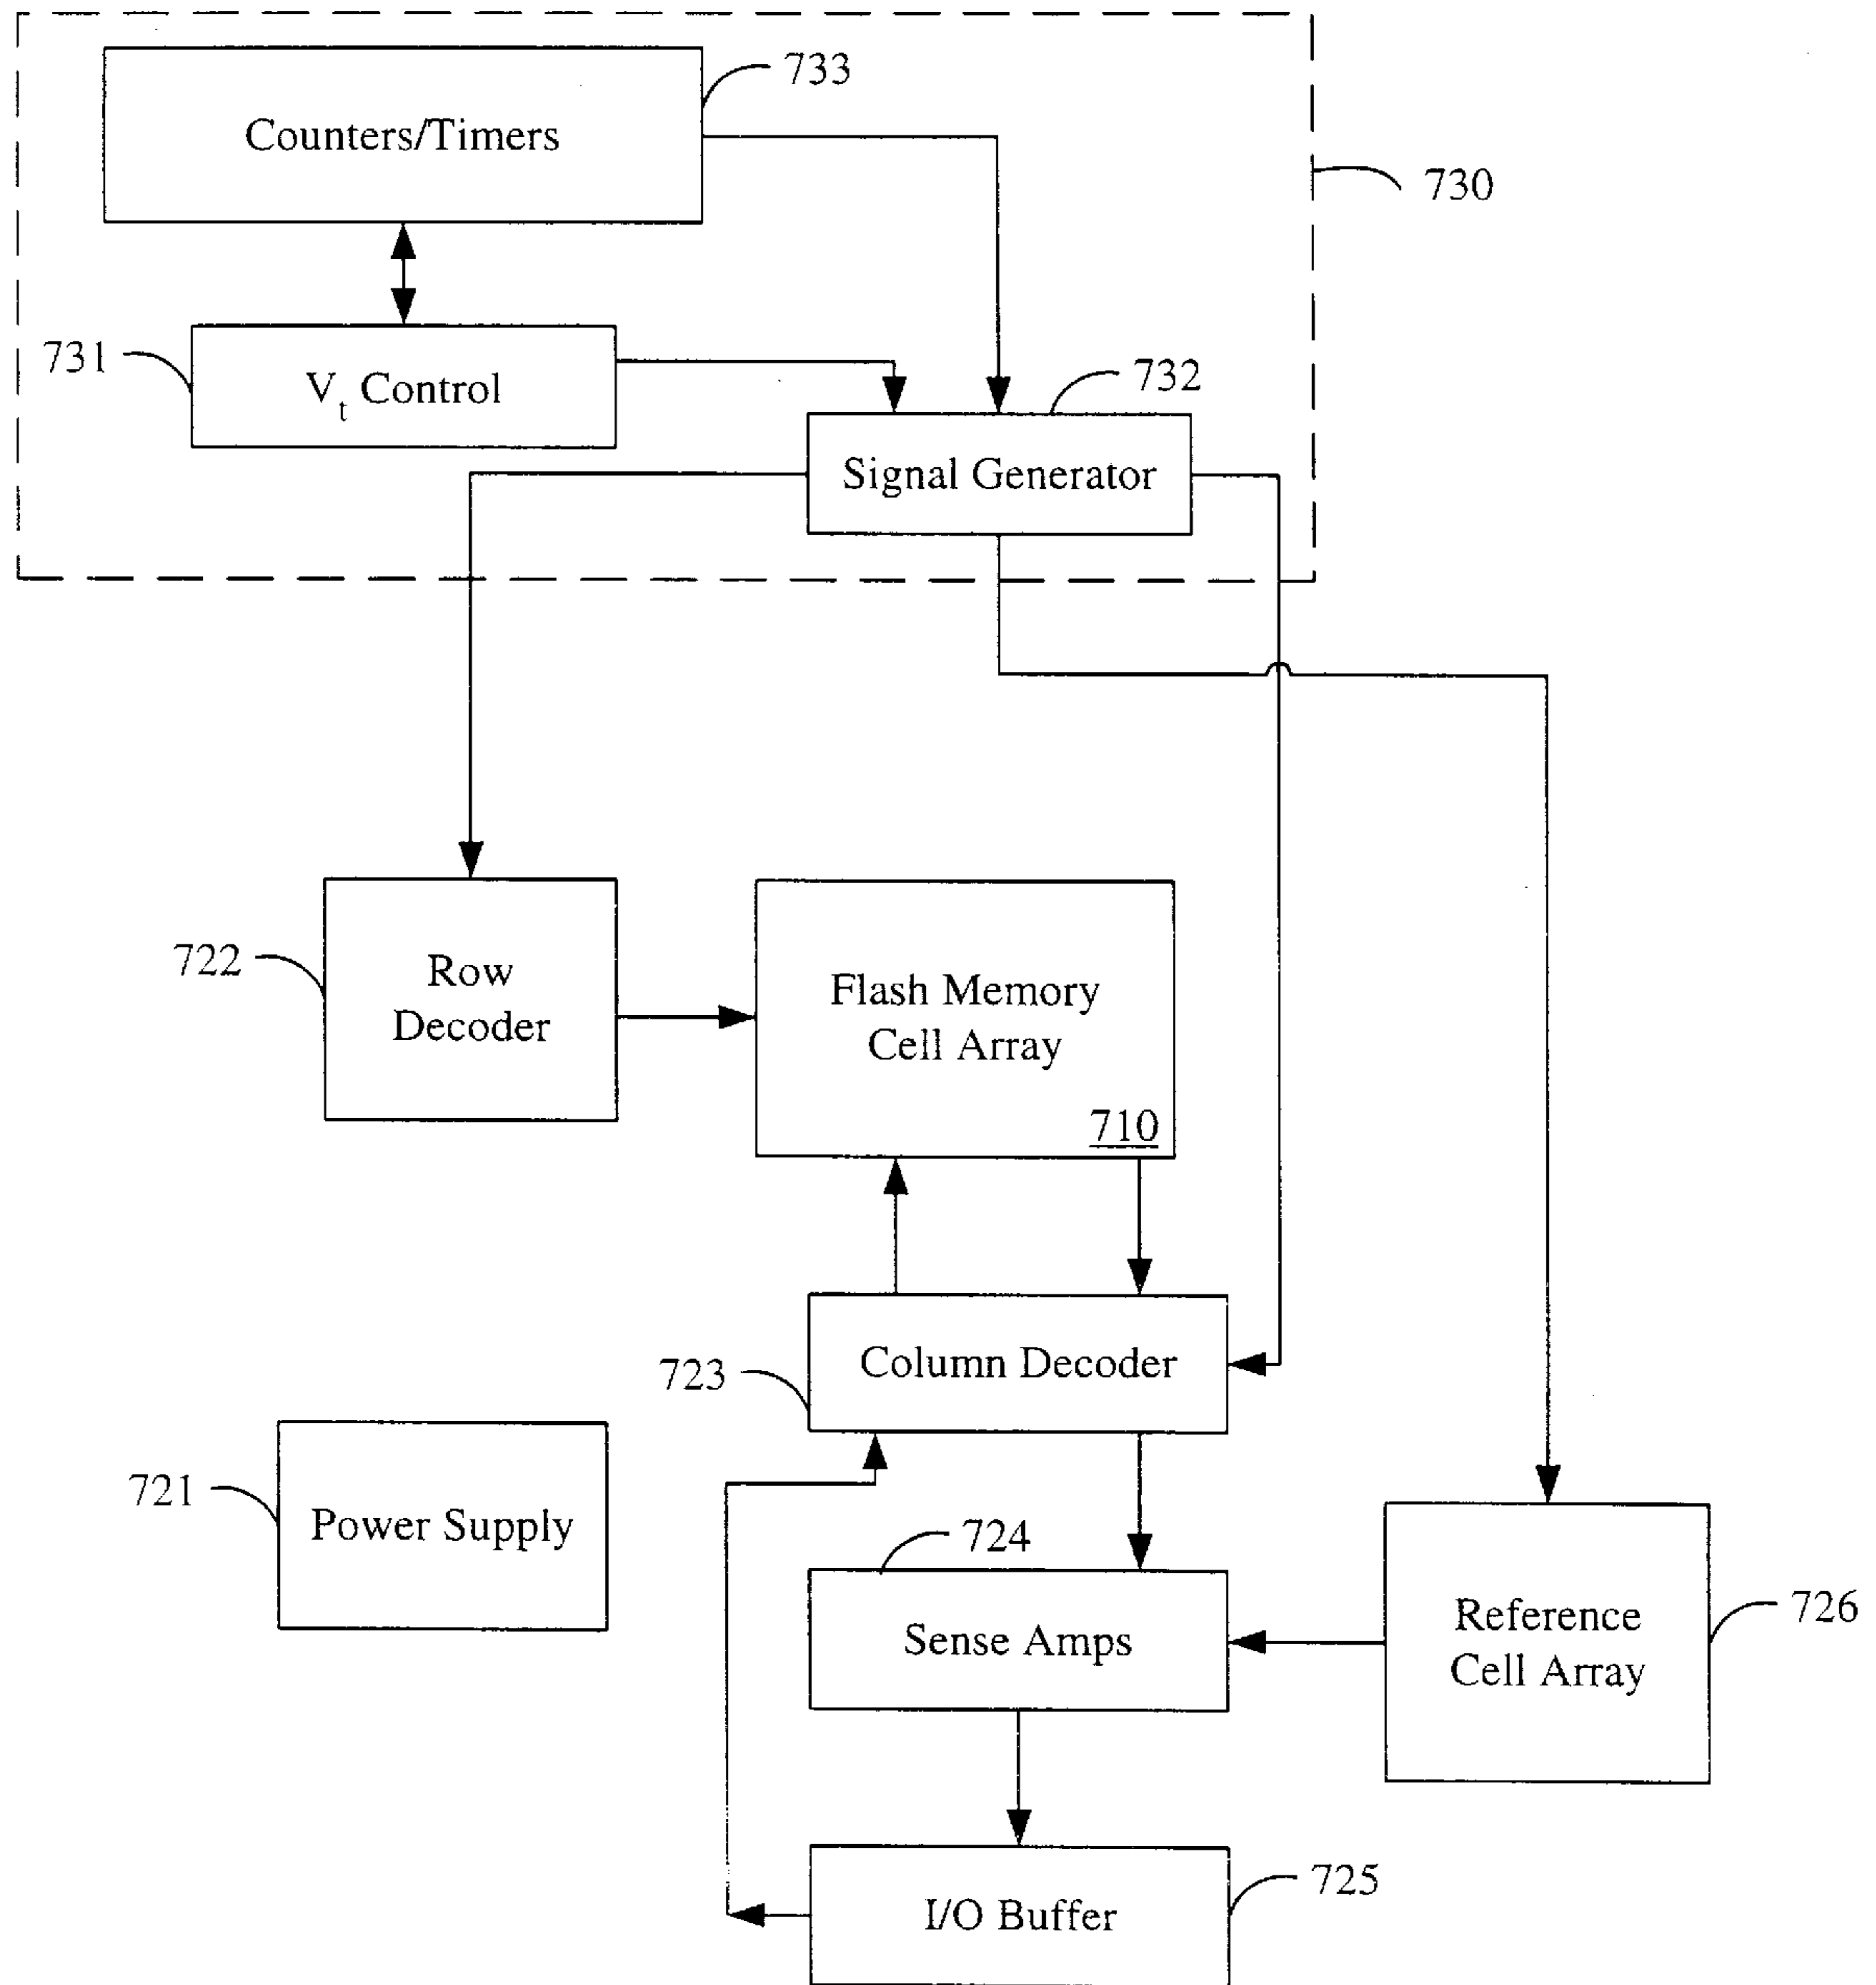 733
Counters/Timers
730
731
Vt Control
732
Signal Generator
722
Row
Decoder
Flash Memory
Cell Array
710
Column Decoder
723
721
Power Supply
724
Sense Amps
Reference
Cell Array
726
I/O Buffer
725